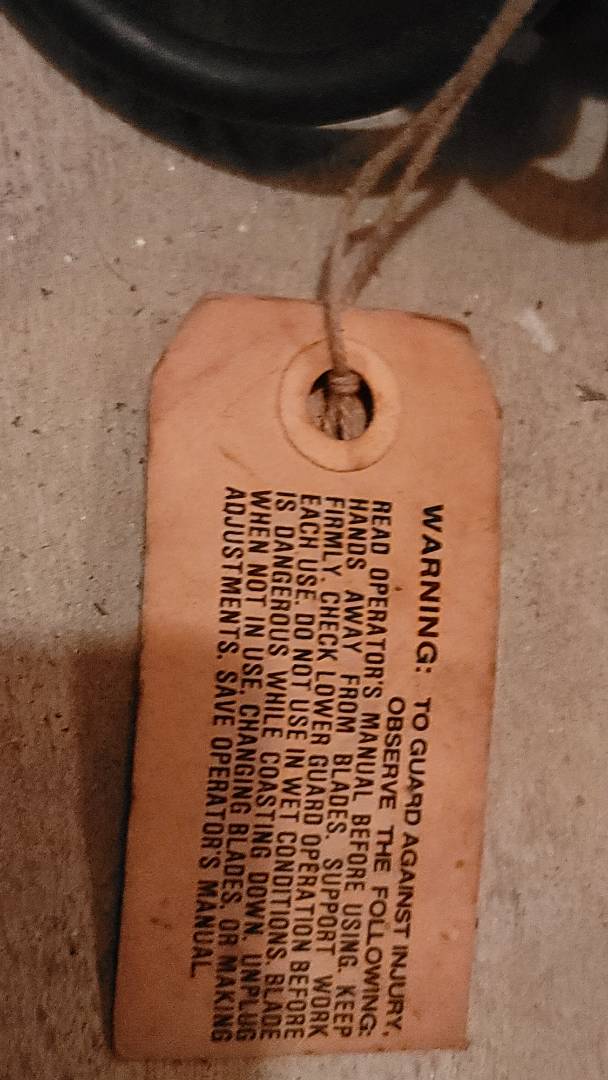 WARNING: TO GUARD AGAINST INJURY,
OBSERVE THE FOLLOWING:
READ OPERATOR'S MANUAL BEFORE USING. KEEP
HANDS AWAY FROM BLADES. SUPPORT WORK
FIRMLY. CHECK LOWER GUARD OPERATION BEFORE
EACH USE. DO NOT USE IN WET CONDITIONS. BLADE
IS DANGEROUS WHILE COASTING DOWN. UNPLUG
WHEN NOT IN USE, CHANGING BLADES, OR MAKING
ADJUSTMENTS. SAVE OPERATOR'S MANUAL.